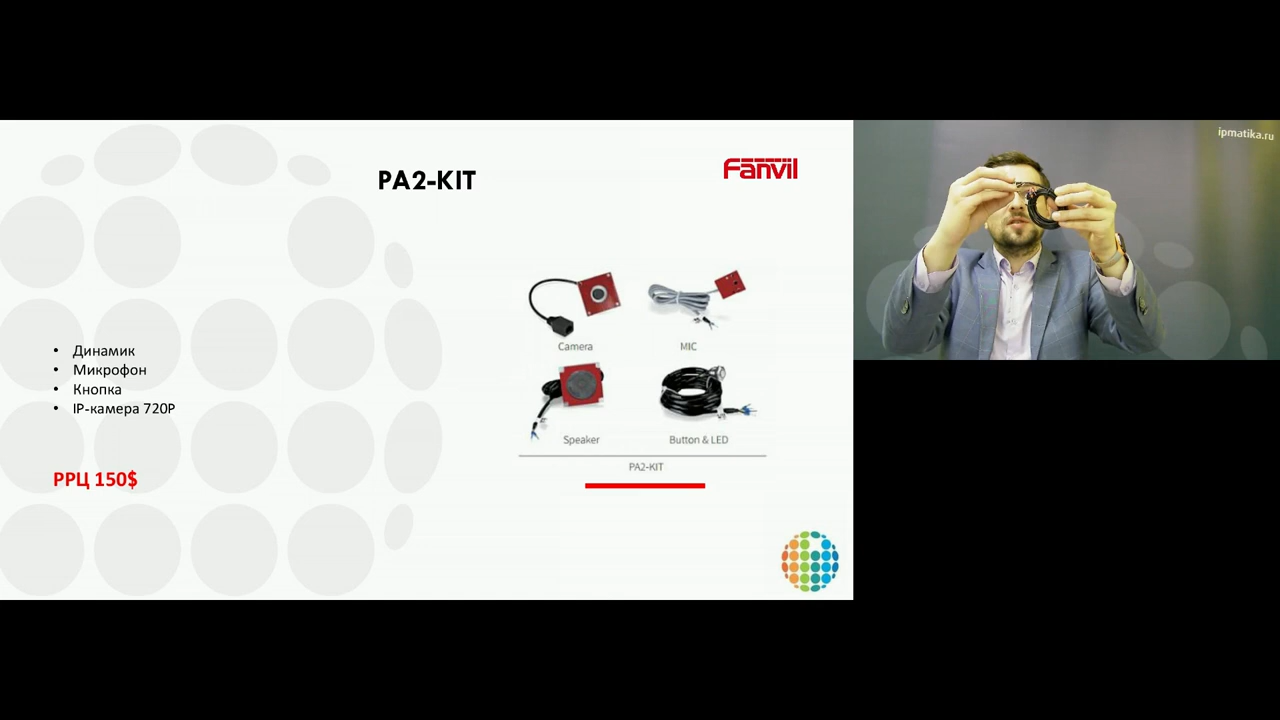 PA2-KIT
Fanvil
ipmatika.ru
Camera
MIC
Speaker
Button & LED
PA2-KIT
• Динамик
• Микрофон
• Кнопка
• IP-камера 720P
РРЦ 150$